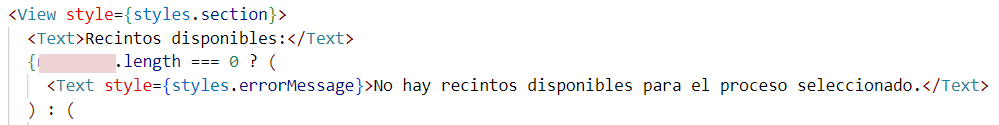 <View style={styles.section}>
<Text>Recintos disponibles:</Text>
{.length === 0 ? (
<Text style={styles.errorMessage}>No hay recintos disponibles para el proceso seleccionado.</Text>
) : (